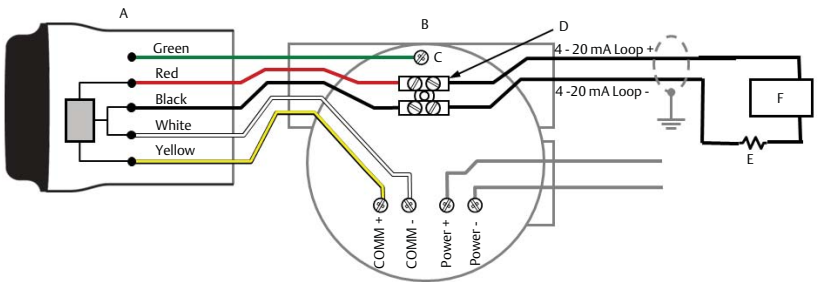 A
B
D
Green
C
4 - 20 mA Loop +
Red
Black
4 -20 mA Loop -
F
White
Yellow
E
COMM +
COMM -
Power +
Power -